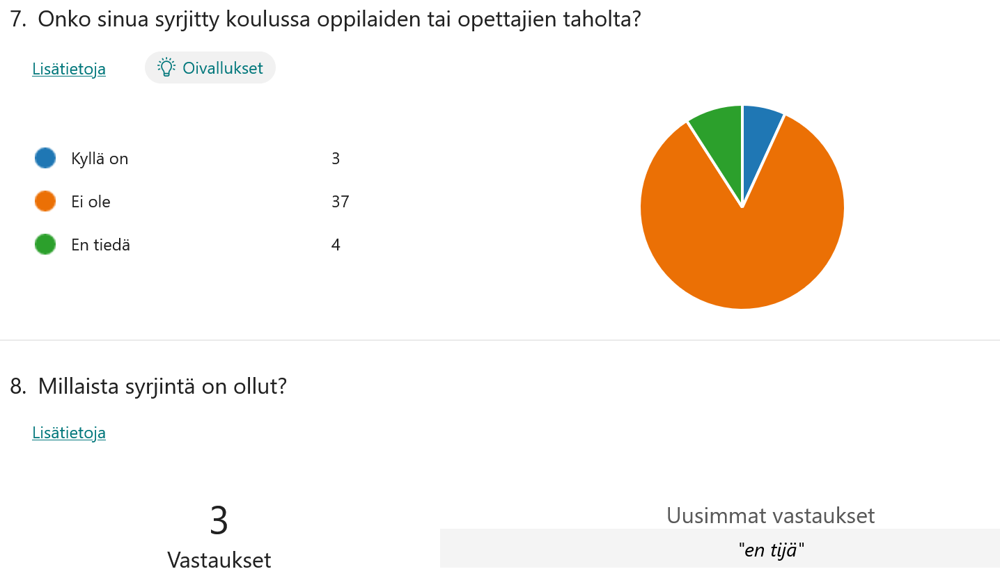 7. Onko sinua syrjitty koulussa oppilaiden tai opettajien taholta?
Lisätietoja
Oivallukset
Kyllä on 3
Ei ole 37
En tiedä 4
8. Millaista syrjintä on ollut?
Lisätietoja
3
Vastaukset
Uusimmat vastaukset
"en tijä"